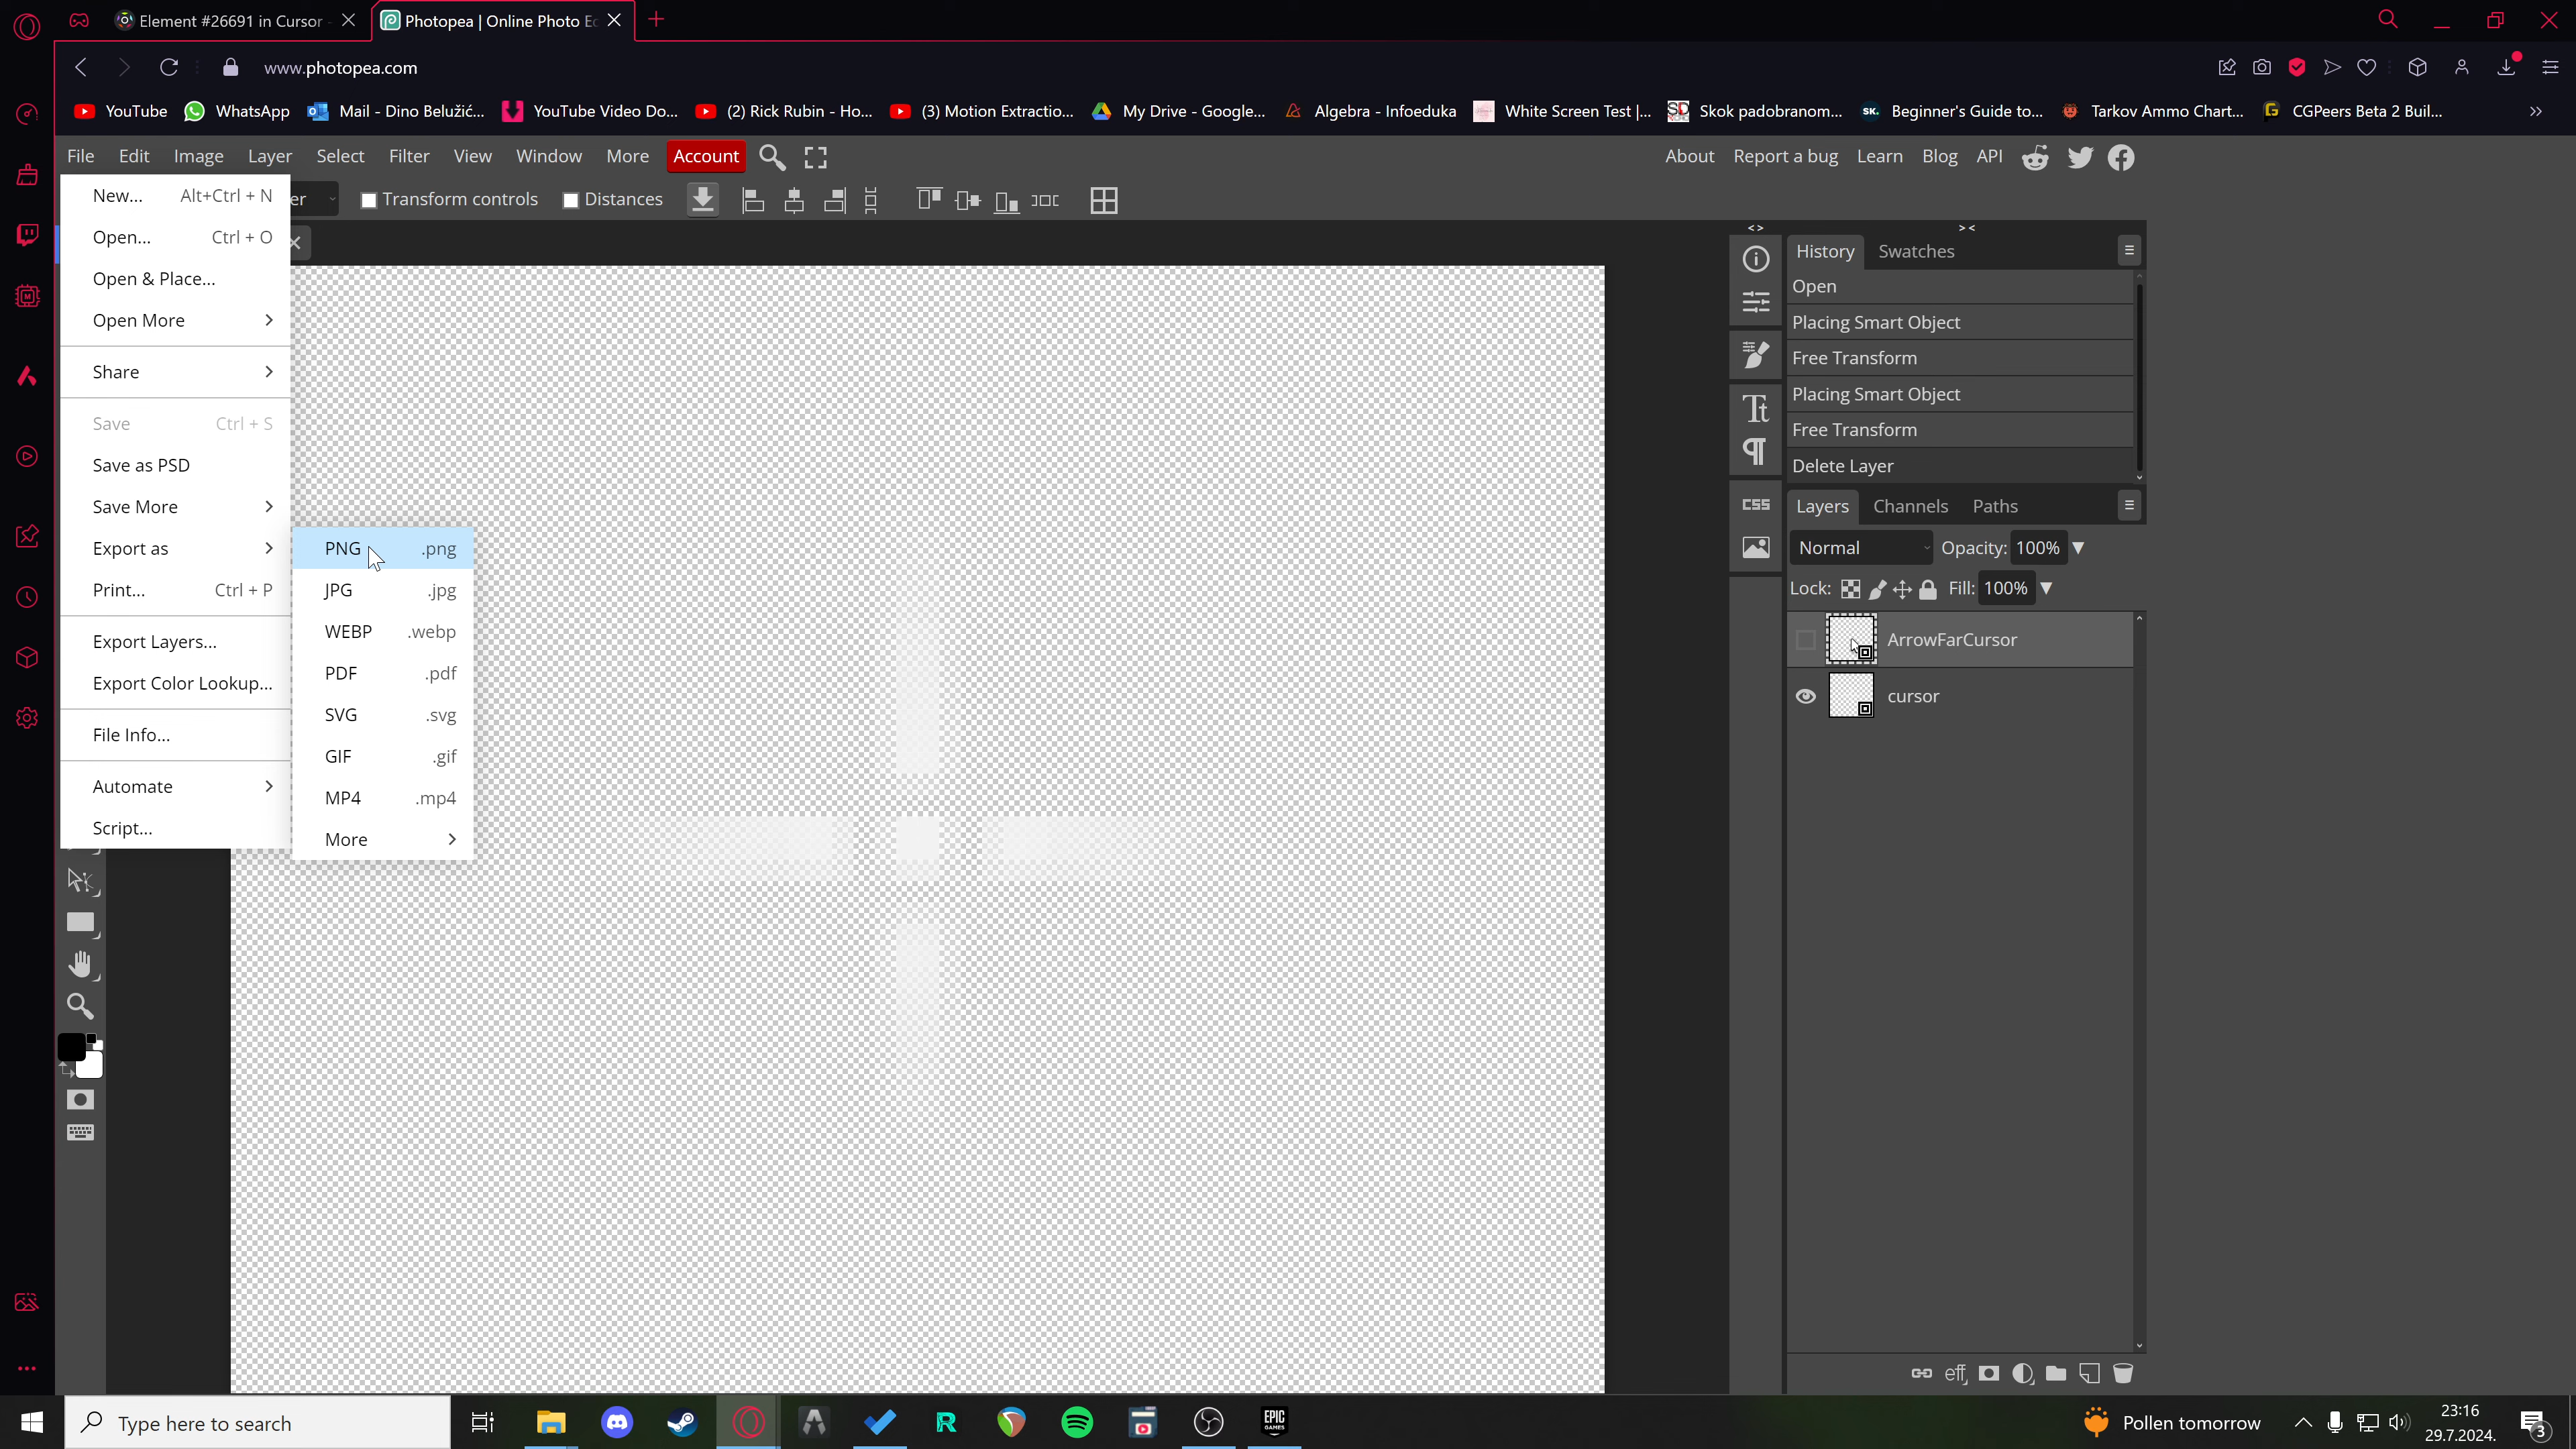 Element #26691 in Cursor - Photopea | Online Photo Ed
www.photopea.com
YouTube WhatsApp Mail - Dino Belužić... YouTube Video Do... (2) Rick Rubin - Ho... (3) Motion Extractio... My Drive - Google... Algebra - Infoeduka White Screen Test |... Skok padobranom... Beginner's Guide to... Tarkov Ammo Chart... CGPeers Beta 2 Buil...
File Edit Image Layer Select Filter View Window More Account About Report a bug Learn Blog API
er Transform controls Distances
New... Alt+Ctrl + N
Open... Ctrl + O
Open & Place...
Open More
Share
Save Ctrl + S
Save as PSD
Save More
Export as
Print... Ctrl + P
Export Layers...
Export Color Lookup...
File Info...
Automate
Script...
PNG .png
JPG .jpg
WEBP .webp
PDF .pdf
SVG .svg
GIF .gif
MP4 .mp4
More
History Swatches
Open
Placing Smart Object
Free Transform
Placing Smart Object
Free Transform
Delete Layer
CSS
Layers Channels Paths
Normal Opacity: 100%
Lock: Fill: 100%
ArrowFarCursor
cursor
eff
Type here to search
EPIC GAMES
Pollen tomorrow
23:16
29.7.2024.
3